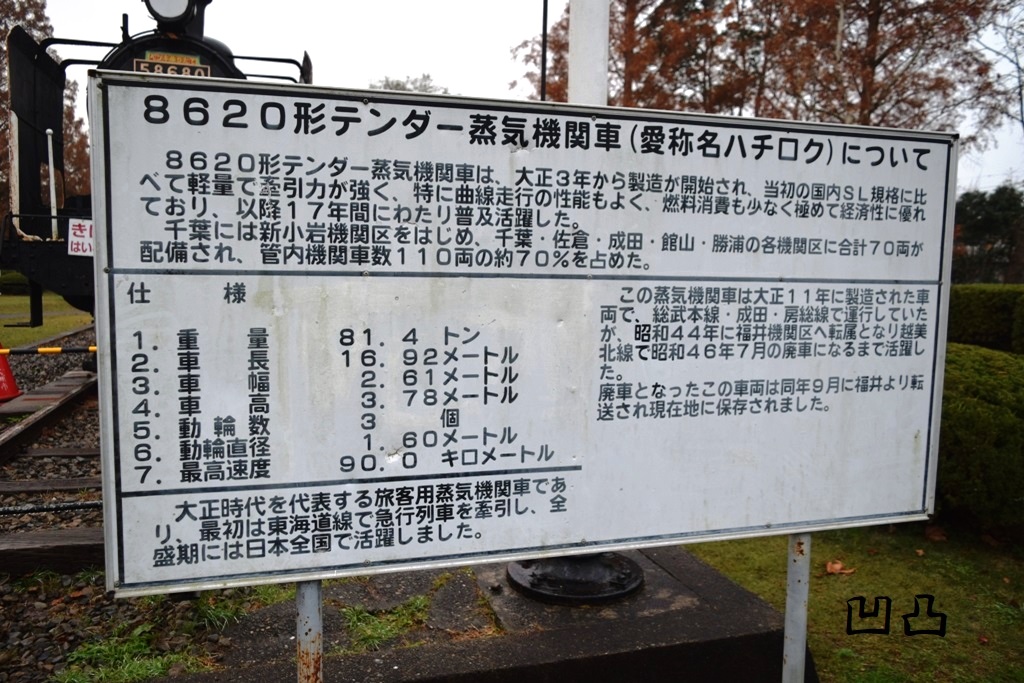 58680
8620形テンダー蒸気機関車(愛称名ハチロク)について
8620形テンダー蒸気機関車は、大正3年から製造が開始され、当初の国内SL規格に比
べて軽量で牽引力が強く、特に曲線走行の性能もよく、燃料消費も少なく極めて経済性に優れ
ており、以降17年間にわたり普及活躍した。
千葉には新小岩機関区をはじめ、千葉・佐倉・成田・館山・勝浦の各機関区に合計70両が
配備され、管内機関車数110両の約70%を占めた。
仕様
1.重量 81.4トン
2.車長 16.92メートル
3.車幅 2.61メートル
4.車高 3.78メートル
5.動輪数 3個
6.動輪直径 1.60メートル
7.最高速度 90.0キロメートル
大正時代を代表する旅客用蒸気機関車であ
り、最初は東海道線で急行列車を牽引し、全
盛期には日本全国で活躍しました。
この蒸気機関車は大正11年に製造された車
両で、総武本線・成田・房総線で運行していた
が、昭和44年に福井機関区へ転属となり越美
北線で昭和46年7月の廃車になるまで活躍し
た。
廃車となったこの車両は同年9月に福井より転
送され現在地に保存されました。
凹凸